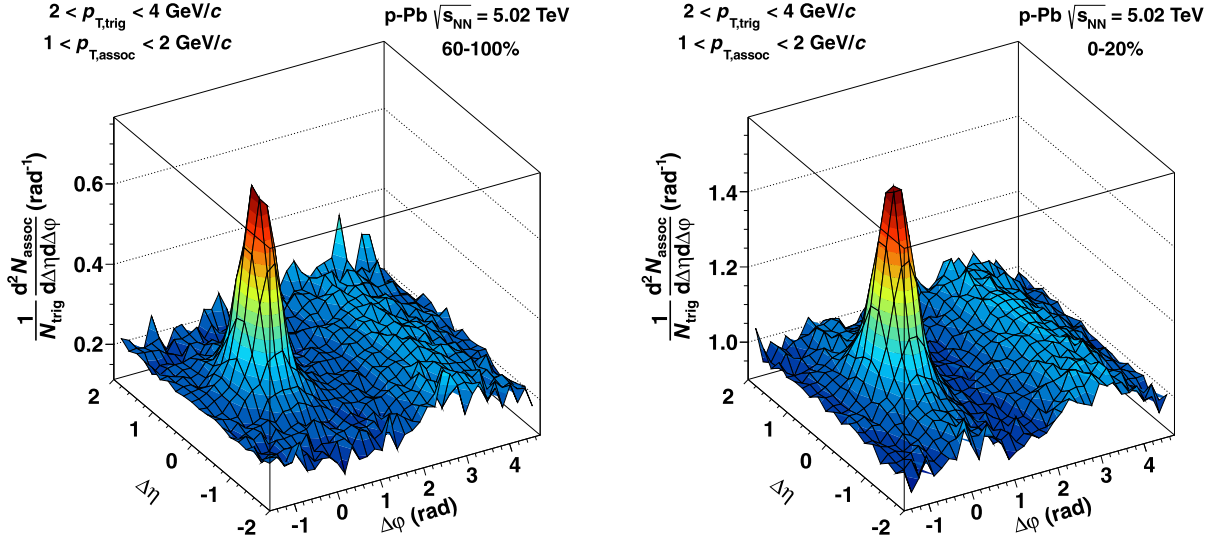 2 < p_T,trig < 4 GeV/c
1 < p_T,assoc < 2 GeV/c
p-Pb √s_NN = 5.02 TeV
60-100%
1/N_trig d²N_assoc/dΔηdΔφ (rad⁻¹)
0.6
0.4
0.2
2
1
0
-1
-2
Δη
-1
0
1
2
3
4
Δφ (rad)
2 < p_T,trig < 4 GeV/c
1 < p_T,assoc < 2 GeV/c
p-Pb √s_NN = 5.02 TeV
0-20%
1/N_trig d²N_assoc/dΔηdΔφ (rad⁻¹)
1.4
1.2
1.0
2
1
0
-1
-2
Δη
-1
0
1
2
3
4
Δφ (rad)